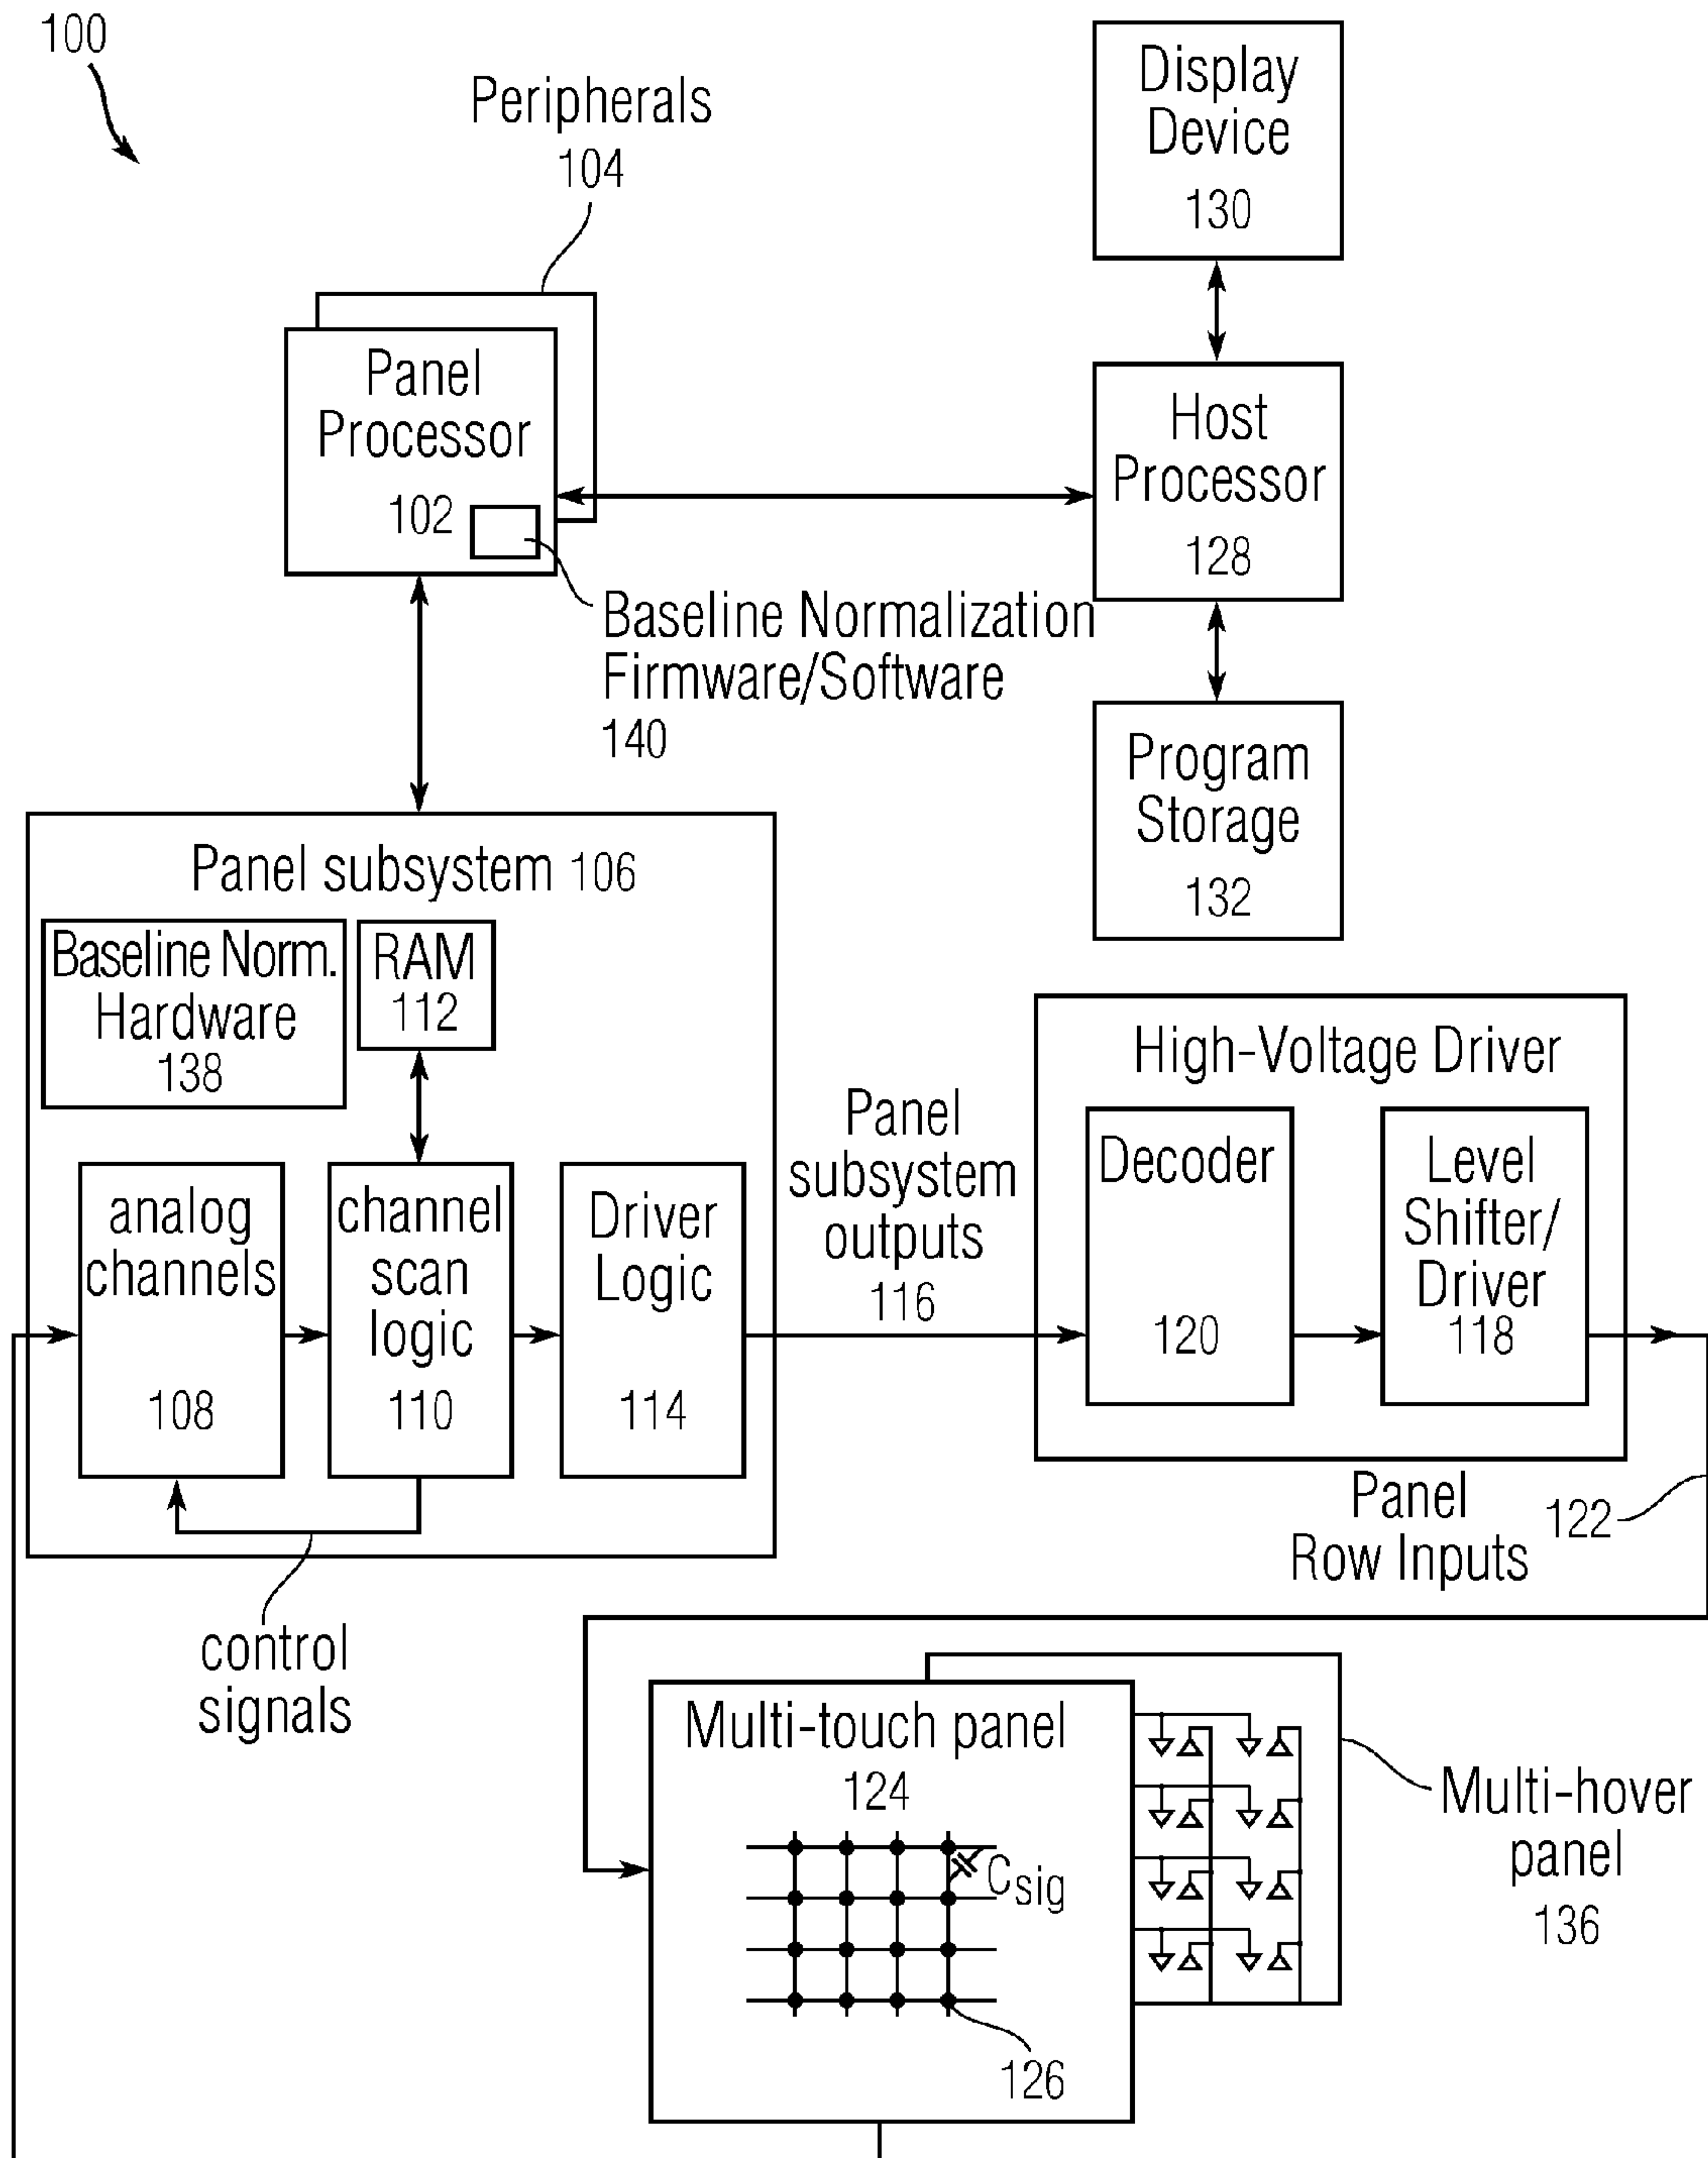 100
Peripherals
104
Display
Device
130
Panel
Processor
102
Host
Processor
128
Baseline Normalization
Firmware/Software
140
Program
Storage
132
Panel subsystem 106
Baseline Norm.
Hardware
138
RAM
112
analog
channels
108
channel
scan
logic
110
Driver
Logic
114
control
signals
Panel
subsystem
outputs
116
High-Voltage Driver
Decoder
120
Level
Shifter/
Driver
118
Panel
Row Inputs
122
Multi-touch panel
124
Csig
126
Multi-hover
panel
136